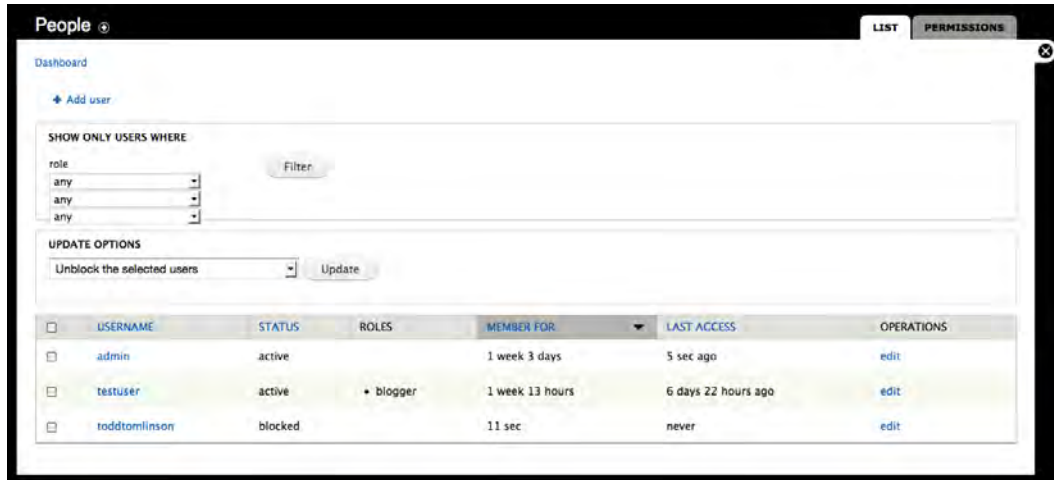 People
LIST PERMISSIONS
Dashboard
+ Add user
SHOW ONLY USERS WHERE
role
any
Filter
any
any
UPDATE OPTIONS
Unblock the selected users Update
USERNAME STATUS ROLES MEMBER FOR LAST ACCESS OPERATIONS
admin active 1 week 3 days 5 sec ago edit
testuser active • blogger 1 week 13 hours 6 days 22 hours ago edit
toddtomlinson blocked 11 sec never edit